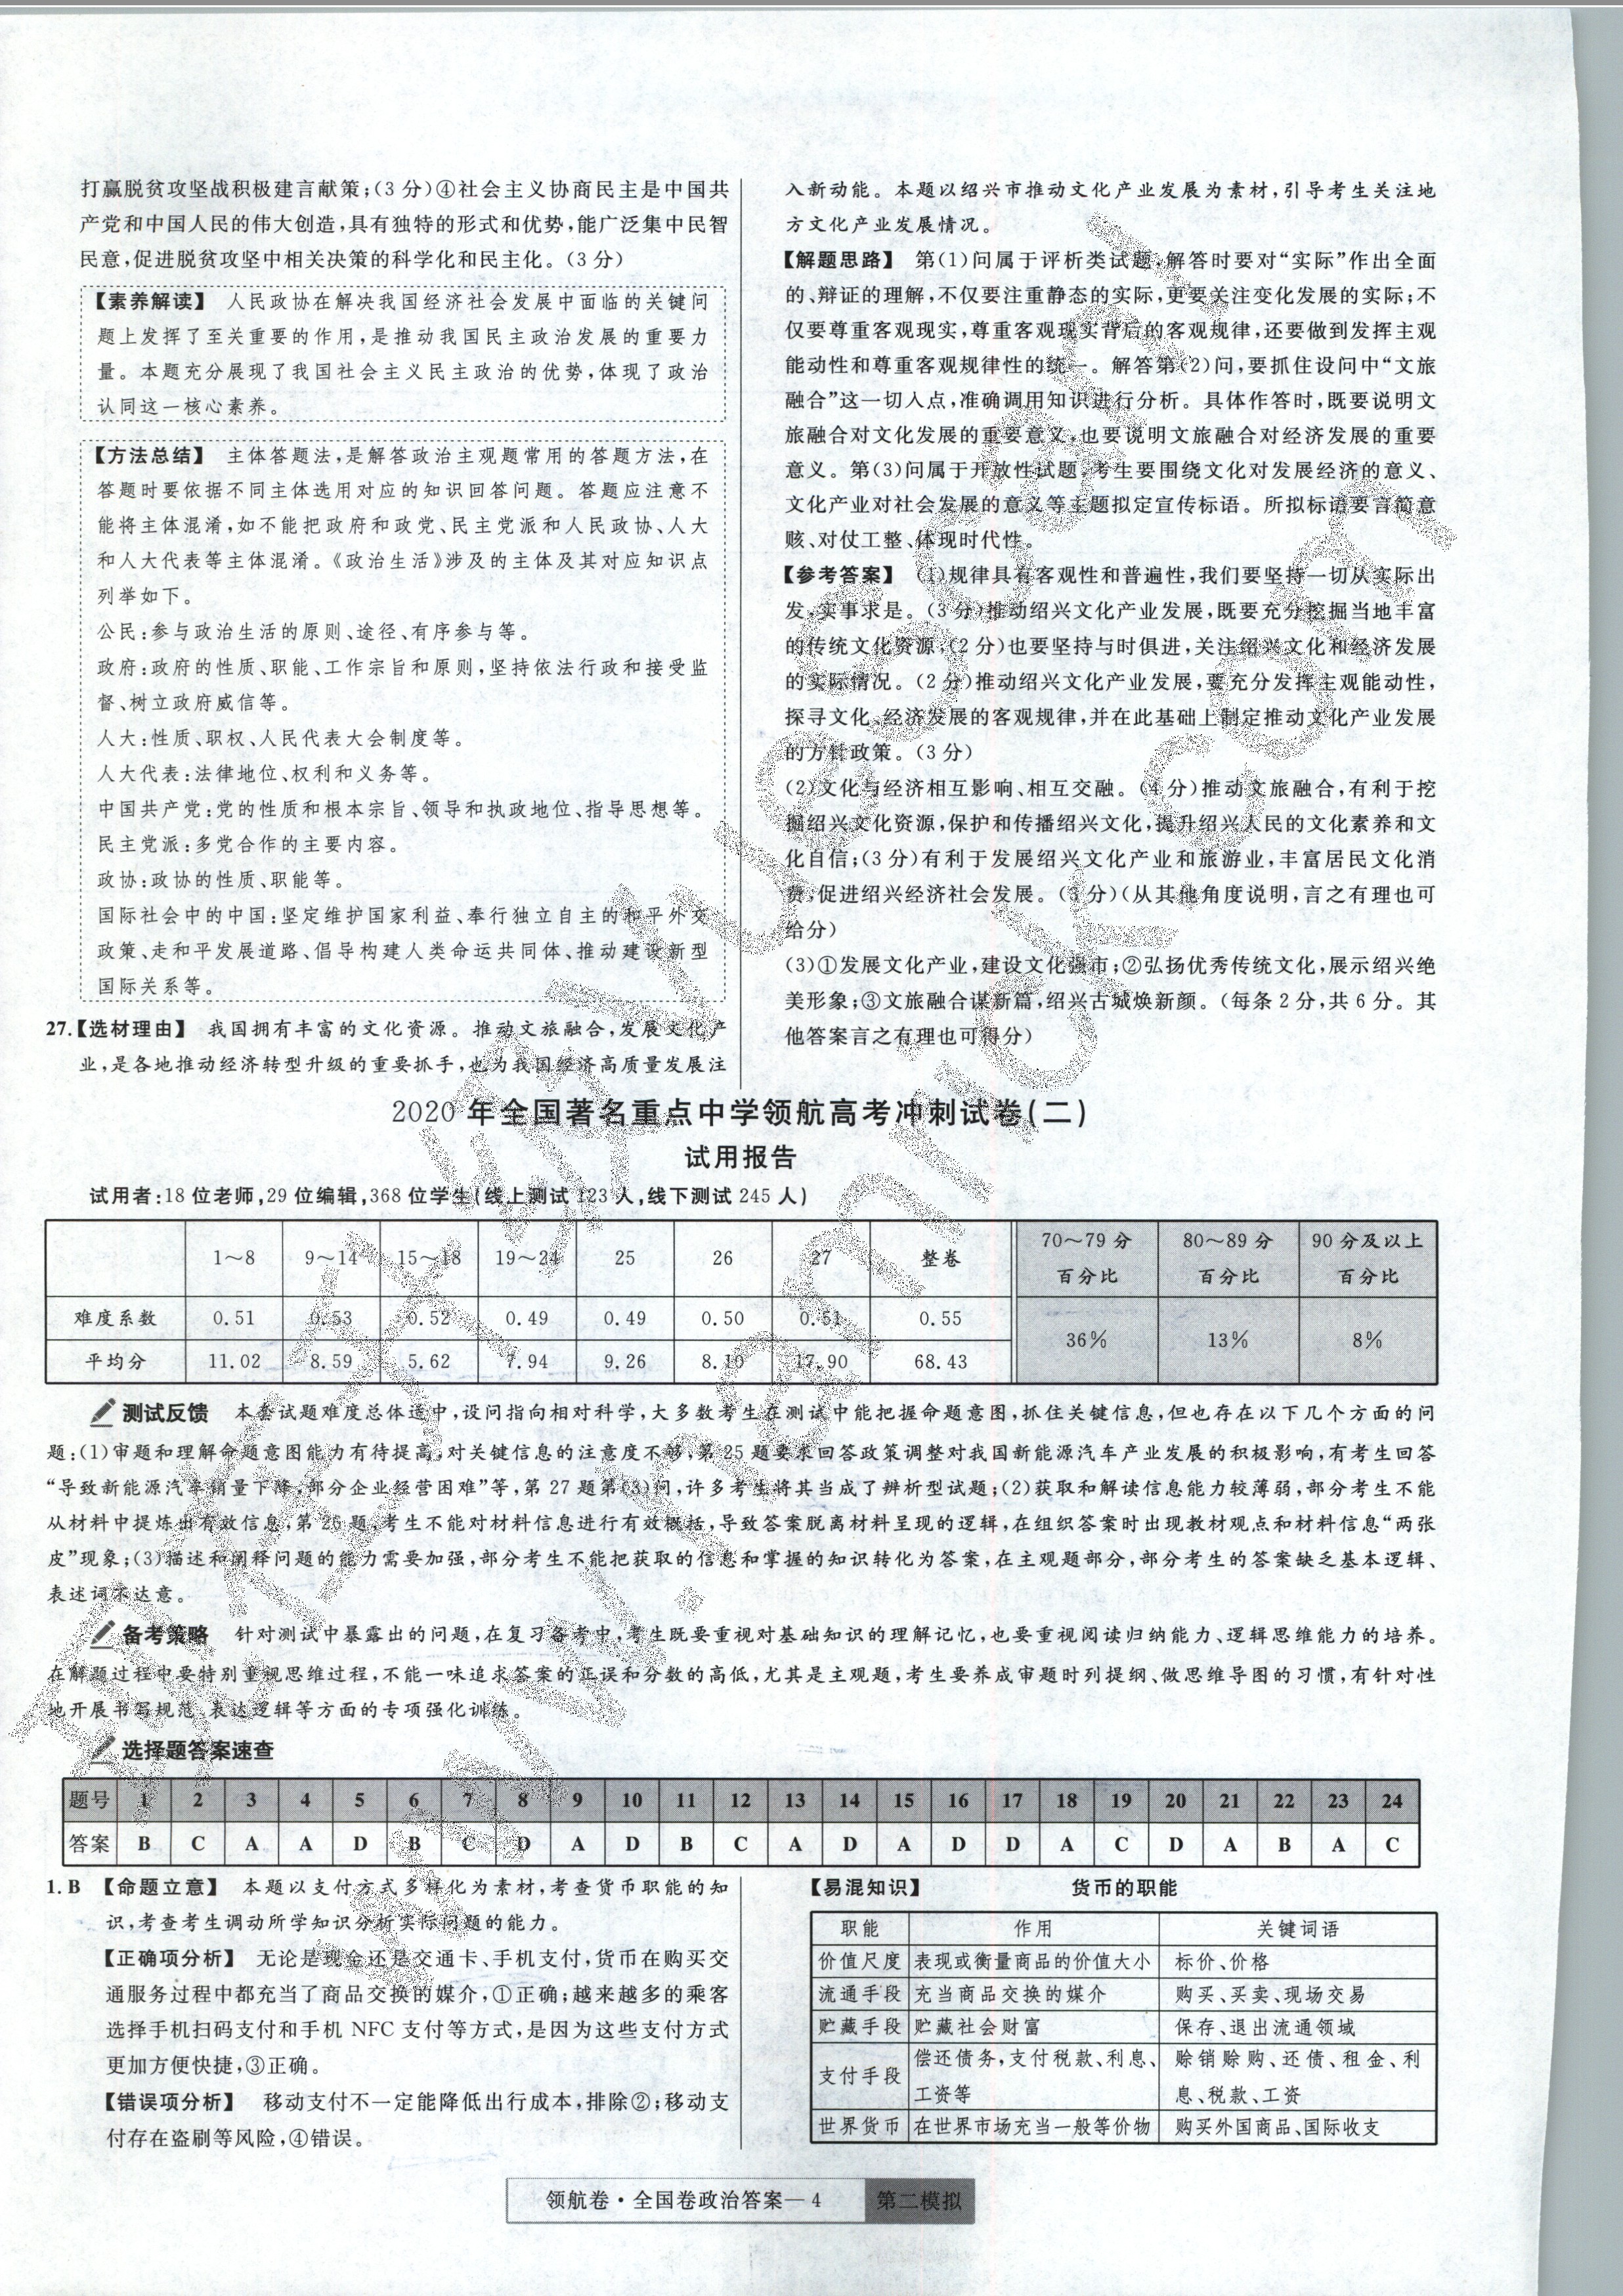 打赢脱贫攻坚战积极建言献策;(3分)④社会主义协商民主是中国共
产党和中国人民的伟大创造,具有独特的形式和优势,能广泛集中民智
民意,促进脱贫攻坚中相关决策的科学化和民主化。(3分)
【素养解读】 人民政协在解决我国经济社会发展中面临的关键问
题上发挥了至关重要的作用,是推动我国民主政治发展的重要力
量。本题充分展现了我国社会主义民主政治的优势,体现了政治
认同这一核心素养。
【方法总结】 主体答题法,是解答政治主观题常用的答题方法,在
答题时要依据不同主体选用对应的知识回答问题。答题应注意不
能将主体混淆,如不能把政府和政党、民主党派和人民政协、人大
和人大代表等主体混淆。《政治生活》涉及的主体及其对应知识点
列举如下。
公民:参与政治生活的原则、途径、有序参与等。
政府:政府的性质、职能、工作宗旨和原则,坚持依法行政和接受监
督、树立政府威信等。
人大:性质、职权、人民代表大会制度等。
人大代表:法律地位、权利和义务等。
中国共产党:党的性质和根本宗旨、领导和执政地位、指导思想等。
民主党派:多党合作的主要内容。
政协:政协的性质、职能等。
国际社会中的中国:坚定维护国家利益、奉行独立自主的和平外交
政策、走和平发展道路、倡导构建人类命运共同体、推动建设新型
国际关系等。
27.【选材理由】 我国拥有丰富的文化资源。推动文旅融合,发展文化产
业,是各地推动经济转型升级的重要抓手,也为我国经济高质量发展注
入新动能。本题以绍兴市推动文化产业发展为素材,引导考生关注地
方文化产业发展情况。
【解题思路】 第(1)问属于评析类试题,解答时要对“实际”作出全面
的、辩证的理解,不仅要注重静态的实际,更要关注变化发展的实际;不
仅要尊重客观现实,尊重客观现实背后的客观规律,还要做到发挥主观
能动性和尊重客观规律性的统一。解答第(2)问,要抓住设问中“文旅
融合”这一切入点,准确调用知识进行分析。具体作答时,既要说明文
旅融合对文化发展的重要意义,也要说明文旅融合对经济发展的重要
意义。第(3)问属于开放性试题,考生要围绕文化对发展经济的意义、
文化产业对社会发展的意义等主题拟定宣传标语。所拟标语要言简意
赅、对仗工整、体现时代性。
【参考答案】 (1)规律具有客观性和普遍性,我们要坚持一切从实际出
发,实事求是。(3分)推动绍兴文化产业发展,既要充分挖掘当地丰富
的传统文化资源,(2分)也要坚持与时俱进,关注绍兴文化和经济发展
的实际情况。(2分)推动绍兴文化产业发展,要充分发挥主观能动性,
探寻文化、经济发展的客观规律,并在此基础上制定推动文化产业发展
的方针政策。(3分)
(2)文化与经济相互影响、相互交融。(4分)推动文旅融合,有利于挖
掘绍兴文化资源,保护和传播绍兴文化,提升绍兴人民的文化素养和文
化自信;(3分)有利于发展绍兴文化产业和旅游业,丰富居民文化消
费,促进绍兴经济社会发展。(3分)(从其他角度说明,言之有理也可
给分)
(3)①发展文化产业,建设文化强市;②弘扬优秀传统文化,展示绍兴绝
美形象;③文旅融合谋新篇,绍兴古城焕新颜。(每条2分,共6分。其
他答案言之有理也可得分)
2020年全国著名重点中学领航高考冲刺试卷(二)
试用报告
试用者:18位老师,29位编辑,368位学生(线上测试123人,线下测试245人)
1～8 9～14 15～18 19～24 25 26 27 整卷 70～79分百分比 80～89分百分比 90分及以上百分比
难度系数 0.51 0.53 0.52 0.49 0.49 0.50 0.51 0.55 36% 13% 8%
平均分 11.02 8.59 5.62 7.94 9.26 8.10 17.90 68.43
测试反馈 本套试题难度总体适中,设问指向相对科学,大多数考生在测试中能把握命题意图,抓住关键信息,但也存在以下几个方面的问
题:(1)审题和理解命题意图能力有待提高,对关键信息的注意度不够,第25题要求回答政策调整对我国新能源汽车产业发展的积极影响,有考生回答
“导致新能源汽车销量下降,部分企业经营困难”等,第27题第(3)问,许多考生将其当成了辨析型试题;(2)获取和解读信息能力较薄弱,部分考生不能
从材料中提炼出有效信息,第26题,考生不能对材料信息进行有效概括,导致答案脱离材料呈现的逻辑,在组织答案时出现教材观点和材料信息“两张
皮”现象;(3)描述和阐释问题的能力需要加强,部分考生不能把获取的信息和掌握的知识转化为答案,在主观题部分,部分考生的答案缺乏基本逻辑、
表述词不达意。
备考策略 针对测试中暴露出的问题,在复习备考中,考生既要重视对基础知识的理解记忆,也要重视阅读归纳能力、逻辑思维能力的培养。
在解题过程中要特别重视思维过程,不能一味追求答案的正误和分数的高低,尤其是主观题,考生要养成审题时列提纲、做思维导图的习惯,有针对性
地开展书写规范、表达逻辑等方面的专项强化训练。
选择题答案速查
题号 1 2 3 4 5 6 7 8 9 10 11 12 13 14 15 16 17 18 19 20 21 22 23 24
答案 B C A A D B C D A D B C A D A D D A C D A B A C
1. B 【命题立意】 本题以支付方式多样化为素材,考查货币职能的知
识,考查考生调动所学知识分析实际问题的能力。
【正确项分析】 无论是现金还是交通卡、手机支付,货币在购买交
通服务过程中都充当了商品交换的媒介,①正确;越来越多的乘客
选择手机扫码支付和手机NFC支付等方式,是因为这些支付方式
更加方便快捷,③正确。
【错误项分析】 移动支付不一定能降低出行成本,排除②;移动支
付存在盗刷等风险,④错误。
【易混知识】 货币的职能
职能 作用 关键词语
价值尺度 表现或衡量商品的价值大小 标价、价格
流通手段 充当商品交换的媒介 购买、买卖、现场交易
贮藏手段 贮藏社会财富 保存、退出流通领域
支付手段 偿还债务,支付税款、利息、工资等 赊销赊购、还债、租金、利息、税款、工资
世界货币 在世界市场充当一般等价物 购买外国商品、国际收支
领航卷·全国卷政治答案—4 第二模拟